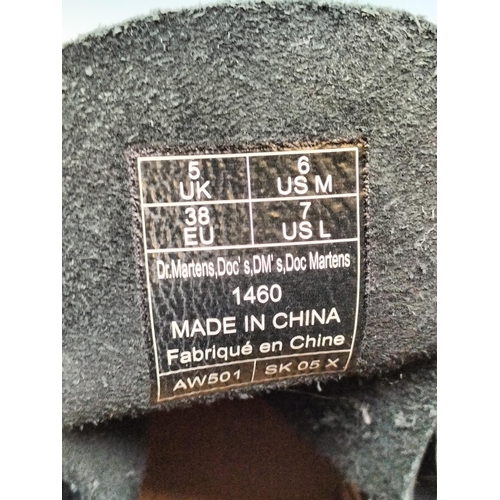 5 6
UK US M
38 7
EU US L
Dr.Martens,Doc's,DM's,Doc Martens
1460
MADE IN CHINA
Fabriqué en Chine
AW501 SK 05 X